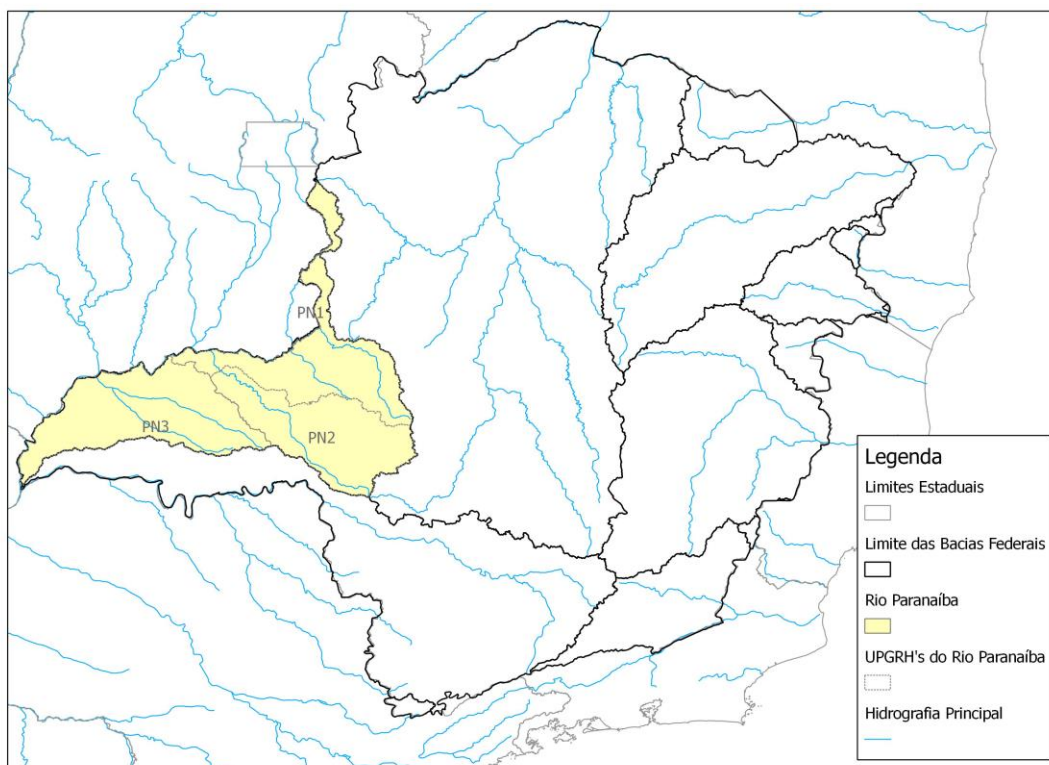 PN1
PN3
PN2
Legenda
Limites Estaduais
Limite das Bacias Federais
Rio Paranaíba
UPGRH's do Rio Paranaíba
Hidrografia Principal